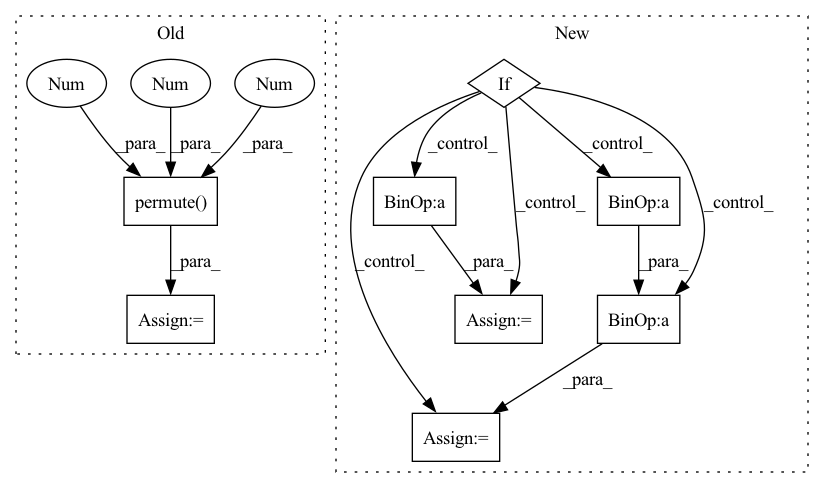 Old
New
Num
Num
Num
If
_para_
_para_
_para_
_control_
_control_
permute()
BinOp:a
BinOp:a
_control_
_control_
_para_
_control_
_para_
_para_
Assign:=
Assign:=
BinOp:a
_para_
Assign:=